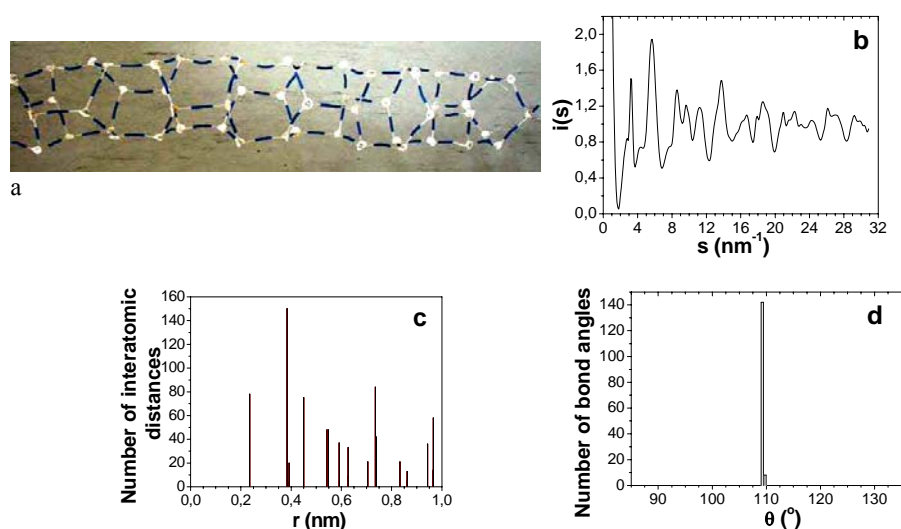 a
b
2,0
1,6
1,2
0,8
0,4
0,0
i(s)
0 4 8 12 16 20 24 28 32
s (nm⁻¹)
c
160
140
120
100
80
60
40
20
0
Number of interatomic
distances
0,0 0,2 0,4 0,6 0,8 1,0
r (nm)
d
140
120
100
80
60
40
20
0
Number of bond angles
90 100 110 120 130
θ (°)